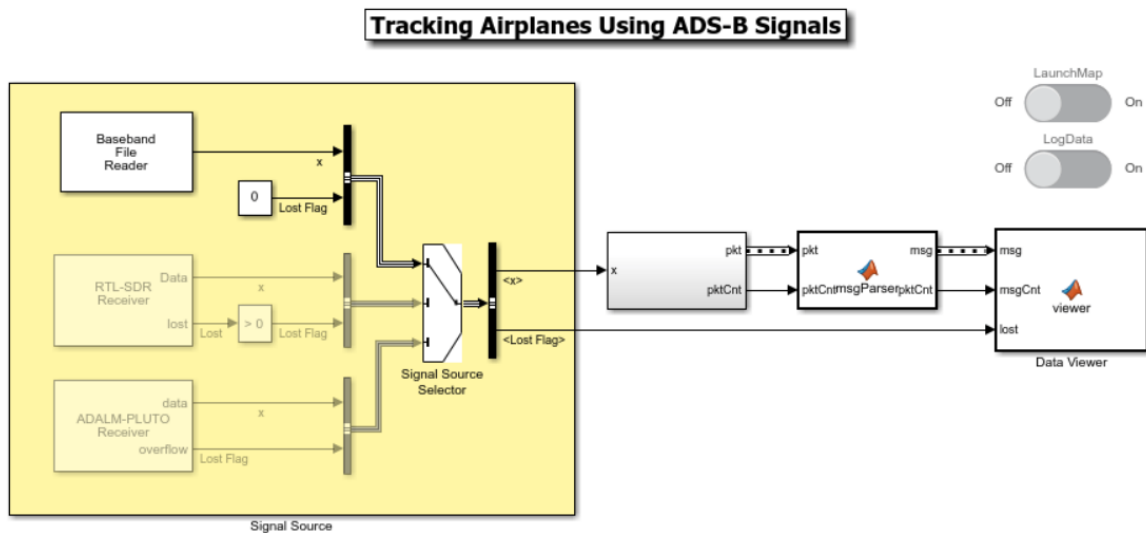 Tracking Airplanes Using ADS-B Signals
LaunchMap
Off
On
LogData
Off
On
Baseband
File
Reader
x
0
Lost Flag
RTL-SDR
Receiver
Data
lost
x
Lost
> 0
Lost Flag
ADALM-PLUTO
Receiver
data
overflow
x
Lost Flag
Signal Source
Selector
<x>
<Lost Flag>
Signal Source
x
pkt
pktCnt
pkt
pktCnt
msgParser
msg
pktCnt
msg
msgCnt
lost
viewer
Data Viewer